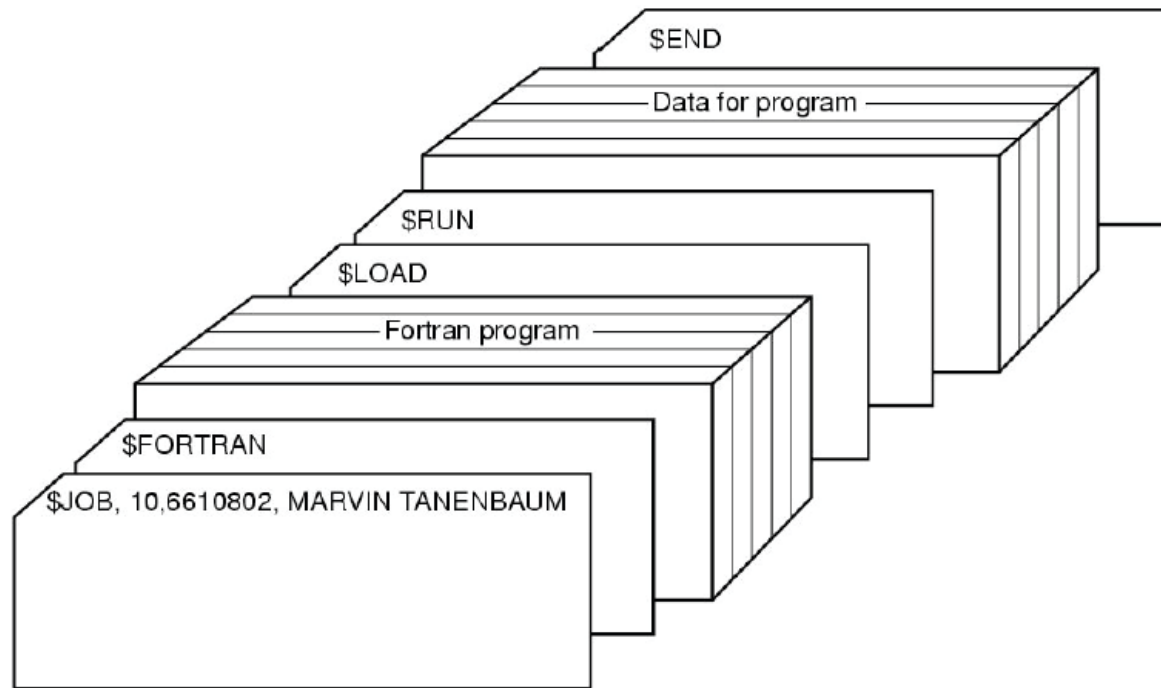 $END
Data for program
$RUN
$LOAD
Fortran program
$FORTRAN
$JOB, 10,6610802, MARVIN TANENBAUM